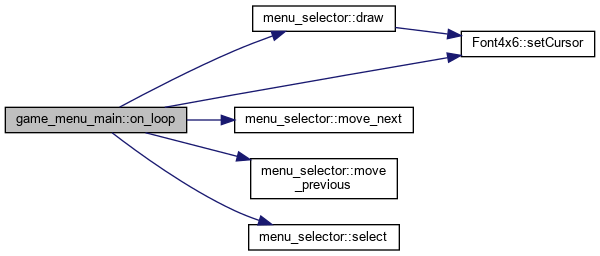 menu_selector::draw
Font4x6::setCursor
game_menu_main::on_loop
menu_selector::move_next
menu_selector::move
_previous
menu_selector::select